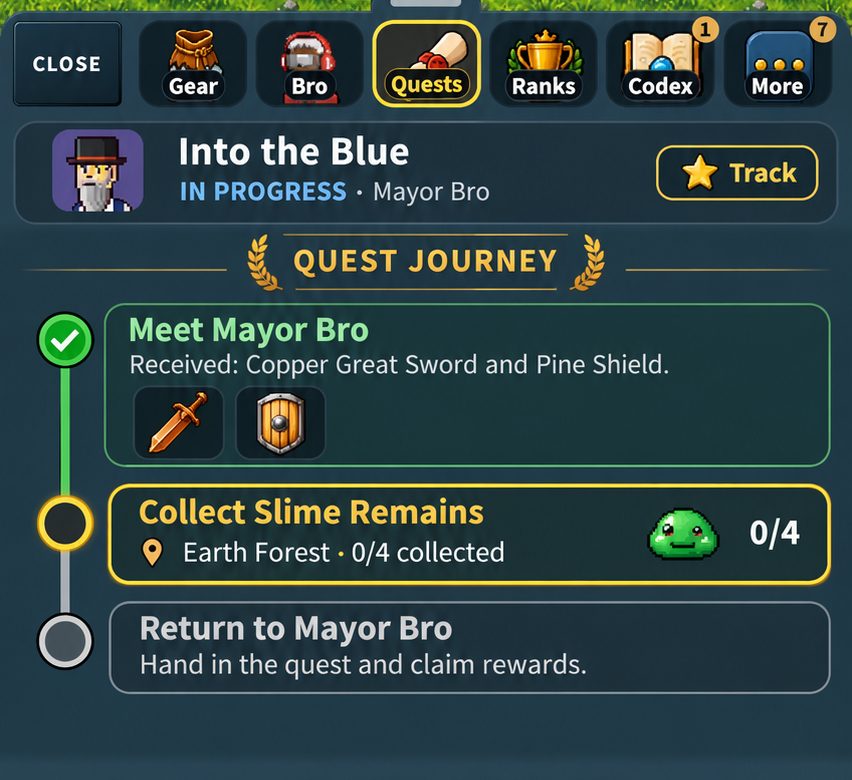 CLOSE
Gear
Bro
Quests
Ranks
1
Codex
7
More
Into the Blue
IN PROGRESS • Mayor Bro
Track
QUEST JOURNEY
Meet Mayor Bro
Received: Copper Great Sword and Pine Shield.
Collect Slime Remains
Earth Forest • 0/4 collected
0/4
Return to Mayor Bro
Hand in the quest and claim rewards.